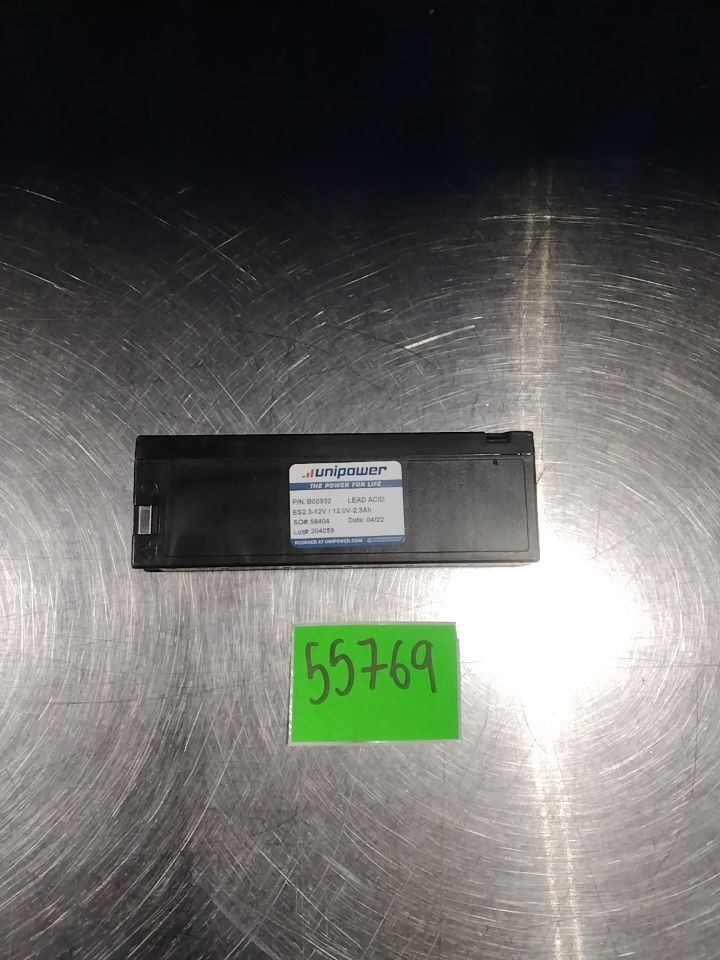 unipower
THE POWER FOR LIFE
P/N: B00932 LEAD ACID
ES2.3-12V / 12.0V-2.3Ah
SO#:58404 Date: 04/22
Lot#:204059
REORDER AT UNIPOWER.COM
55769